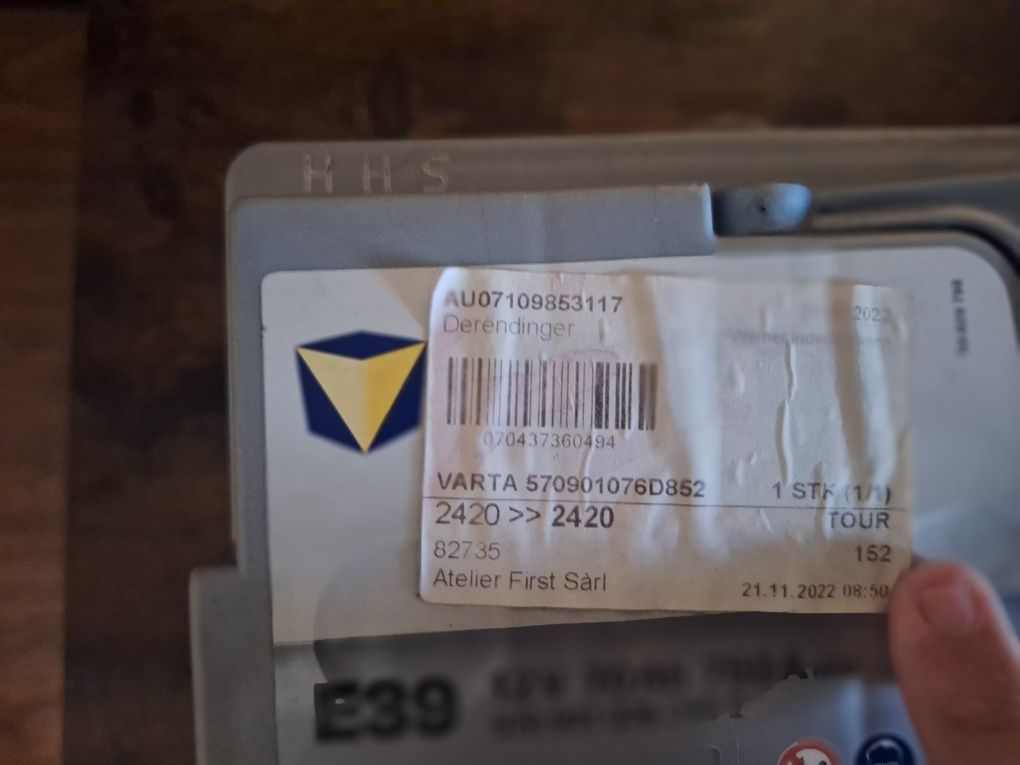 H H S
AU07109853117
Derendinger
2022
070437360494
VARTA 570901076D852 1 STK (1/1)
2420 >> 2420 TOUR
82735 152
Atelier First Sàrl 21.11.2022 08:50
E39